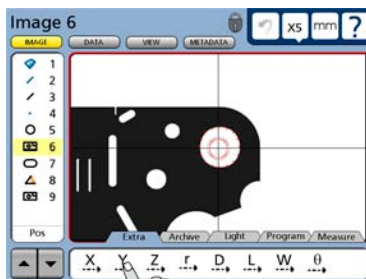 Image 6
X5 mm ?
IMAGE DATA VIEW METADATA
1
2
3
4
5
6
7
8
9
Pos
Extra Archive Light Program Measure
X Y Z r D L W θ